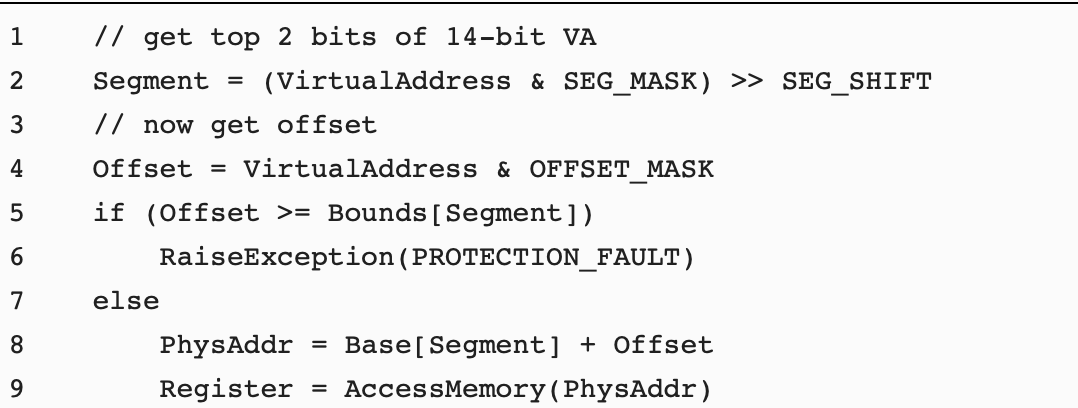 1 // get top 2 bits of 14-bit VA
2 Segment = (VirtualAddress & SEG_MASK) >> SEG_SHIFT
3 // now get offset
4 Offset = VirtualAddress & OFFSET_MASK
5 if (Offset >= Bounds[Segment])
6     RaiseException(PROTECTION_FAULT)
7 else
8     PhysAddr = Base[Segment] + Offset
9     Register = AccessMemory(PhysAddr)